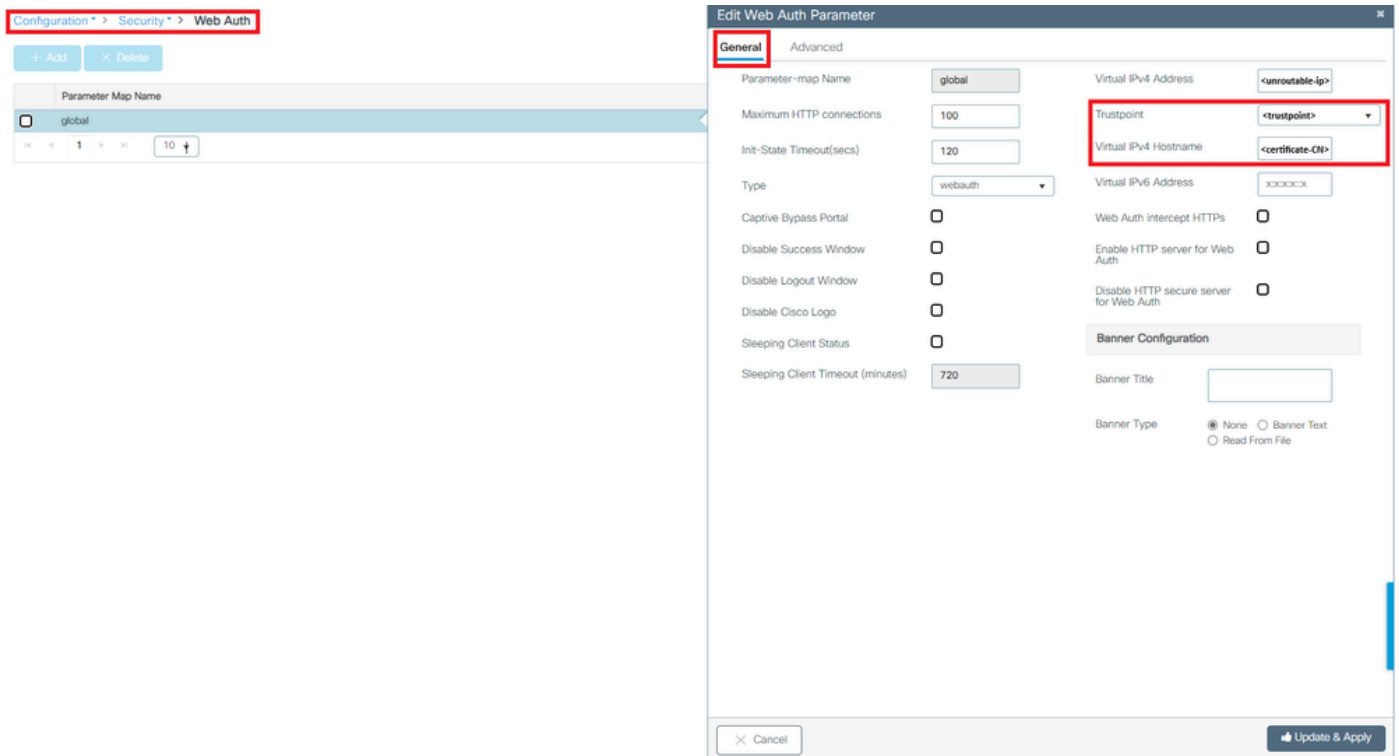 Configuration > Security > Web Auth
+ Add
× Delete
Parameter Map Name
global
1
10
Edit Web Auth Parameter
General
Advanced
Parameter-map Name
global
Maximum HTTP connections
100
Init-State Timeout(secs)
120
Type
webauth
Captive Bypass Portal
Disable Success Window
Disable Logout Window
Disable Cisco Logo
Sleeping Client Status
Sleeping Client Timeout (minutes)
720
Virtual IPv4 Address
<unroutable-ip>
Trustpoint
<trustpoint>
Virtual IPv4 Hostname
<certificate-CN>
Virtual IPv6 Address
Web Auth intercept HTTPs
Enable HTTP server for Web
Auth
Disable HTTP secure server
for Web Auth
Banner Configuration
Banner Title
Banner Type
None
Banner Text
Read From File
Cancel
Update & Apply